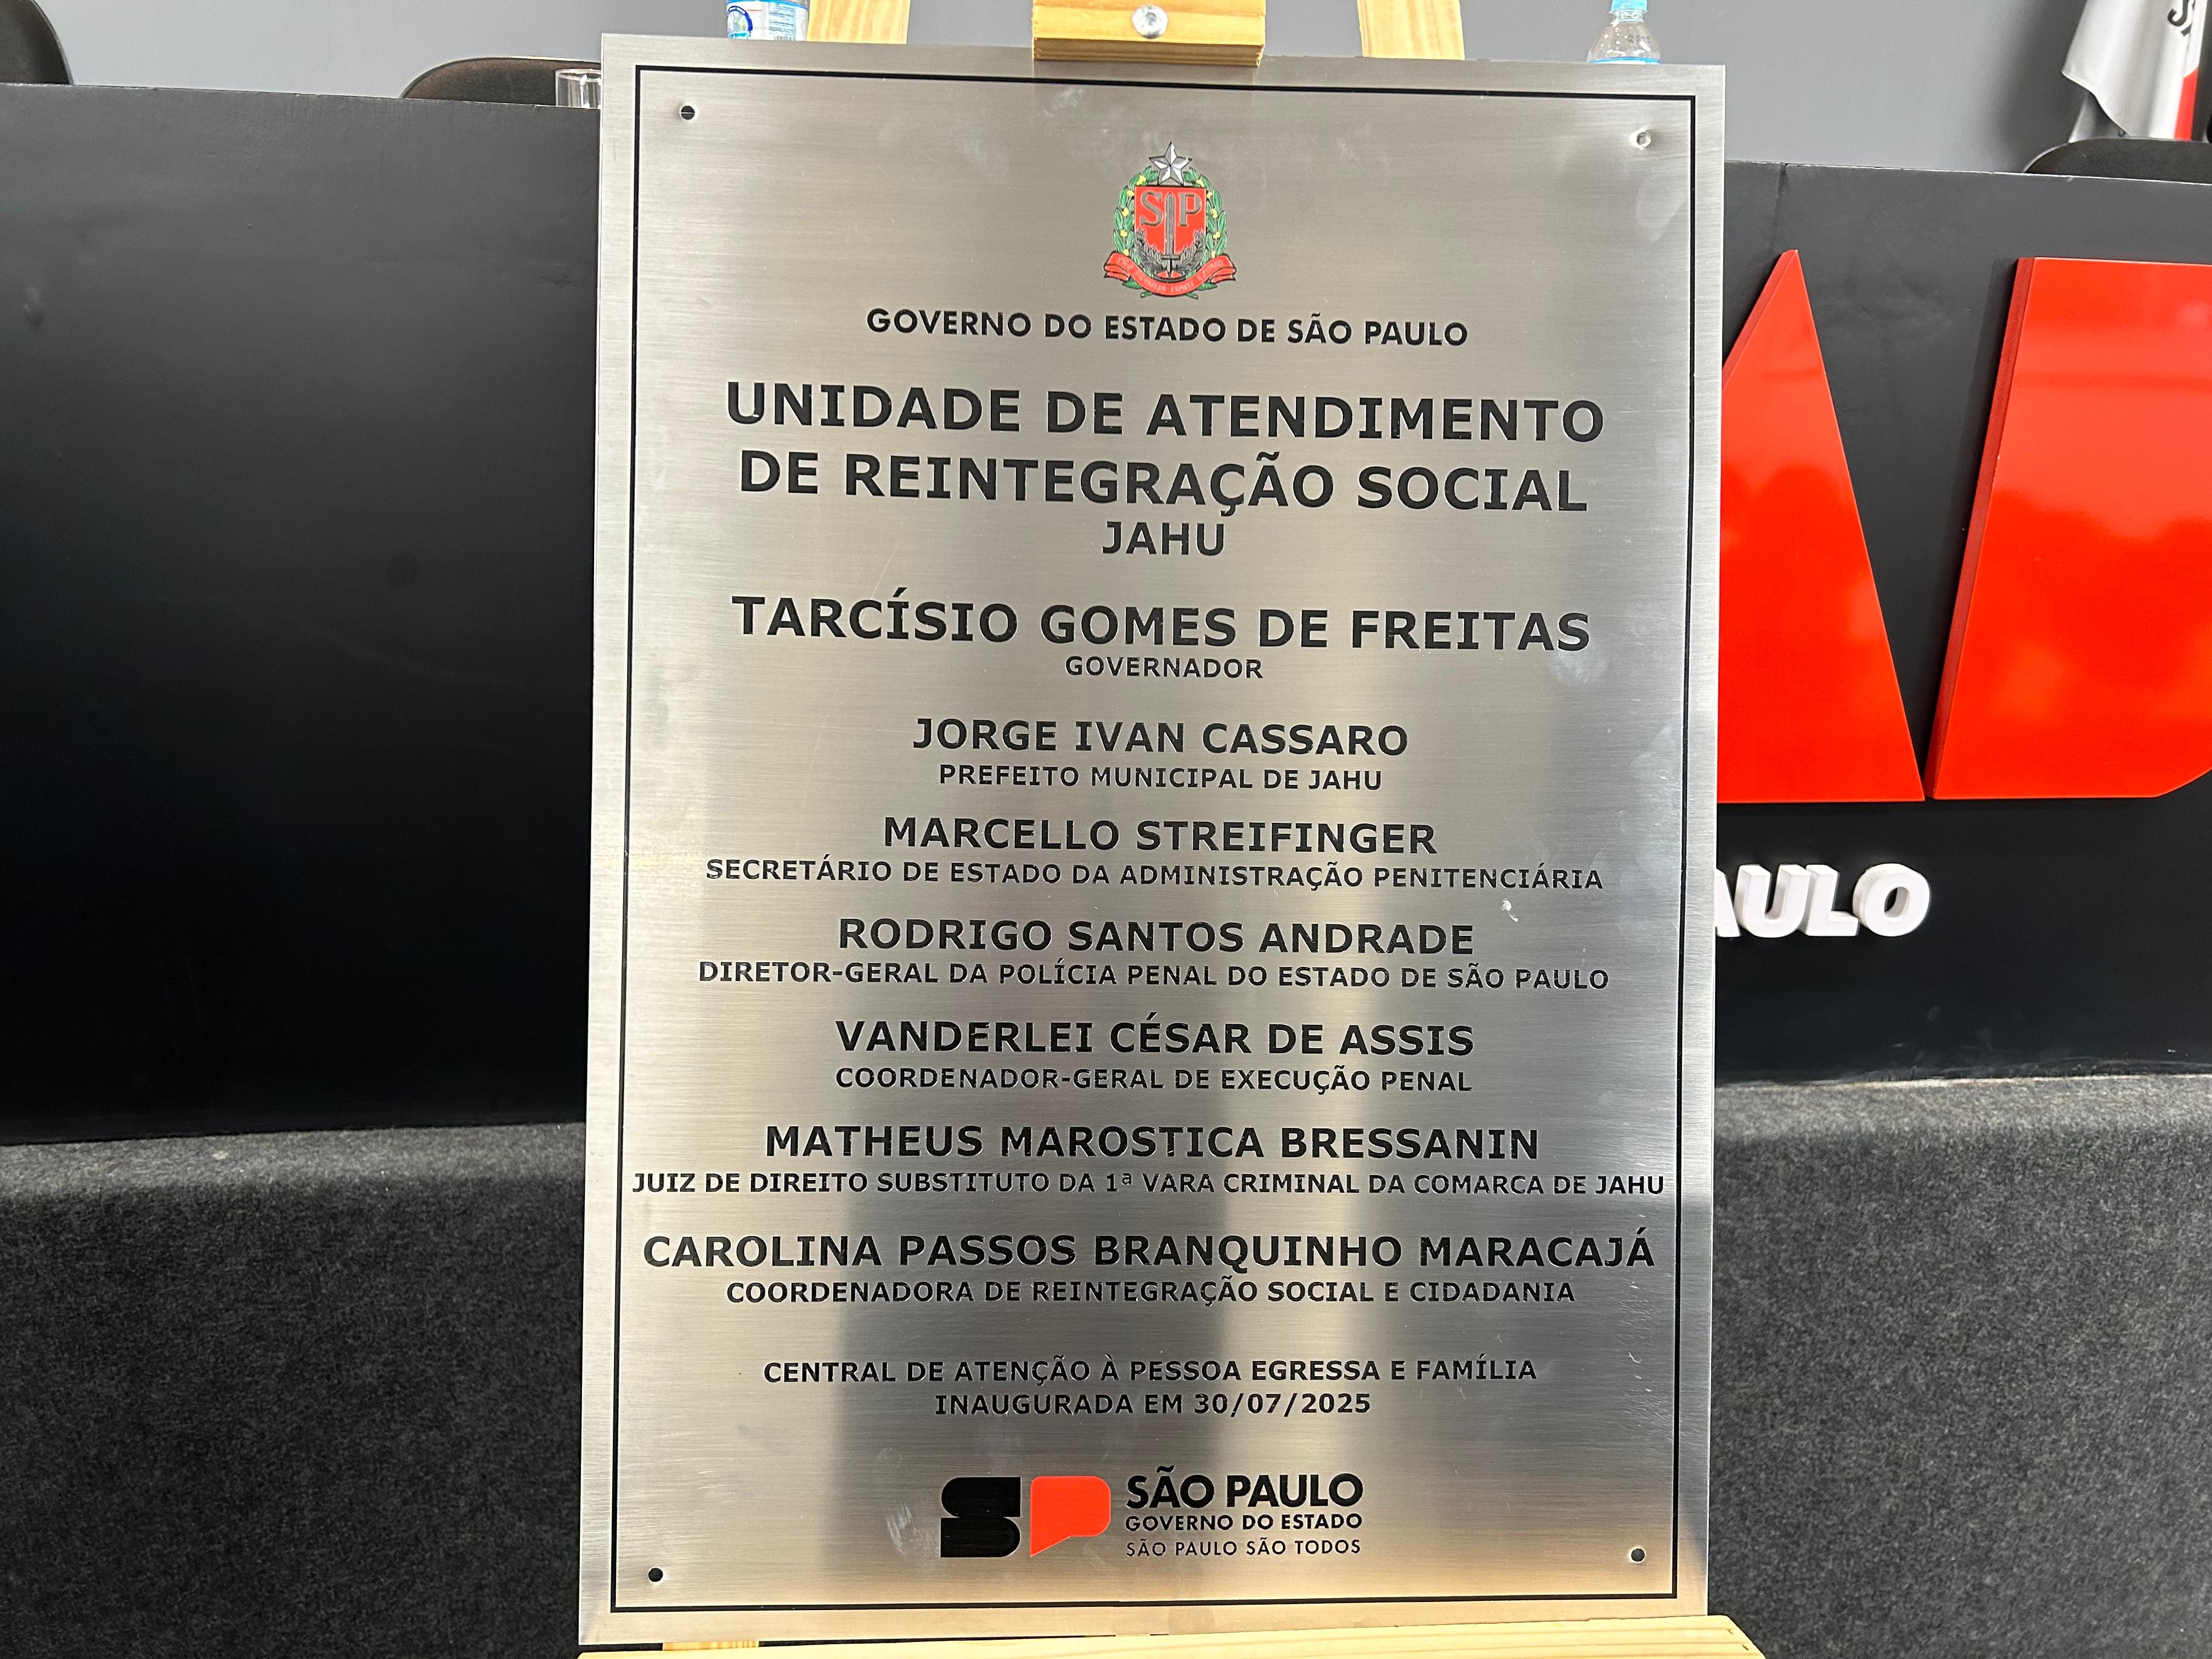 SP
GOVERNO DO ESTADO DE SÃO PAULO
UNIDADE DE ATENDIMENTO
DE REINTEGRAÇÃO SOCIAL
JAHU
TARCÍSIO GOMES DE FREITAS
GOVERNADOR
JORGE IVAN CASSARO
PREFEITO MUNICIPAL DE JAHU
MARCELLO STREIFINGER
SECRETÁRIO DE ESTADO DA ADMINISTRAÇÃO PENITENCIÁRIA
RODRIGO SANTOS ANDRADE
DIRETOR-GERAL DA POLÍCIA PENAL DO ESTADO DE SÃO PAULO
VANDERLEI CÉSAR DE ASSIS
COORDENADOR-GERAL DE EXECUÇÃO PENAL
MATHEUS MAROSTICA BRESSANIN
JUIZ DE DIREITO SUBSTITUTO DA 1ª VARA CRIMINAL DA COMARCA DE JAHU
CAROLINA PASSOS BRANQUINHO MARACAJÁ
COORDENADORA DE REINTEGRAÇÃO SOCIAL E CIDADANIA
CENTRAL DE ATENÇÃO À PESSOA EGRESSA E FAMÍLIA
INAUGURADA EM 30/07/2025
SP
SÃO PAULO
GOVERNO DO ESTADO
SÃO PAULO SÃO TODOS
AULO